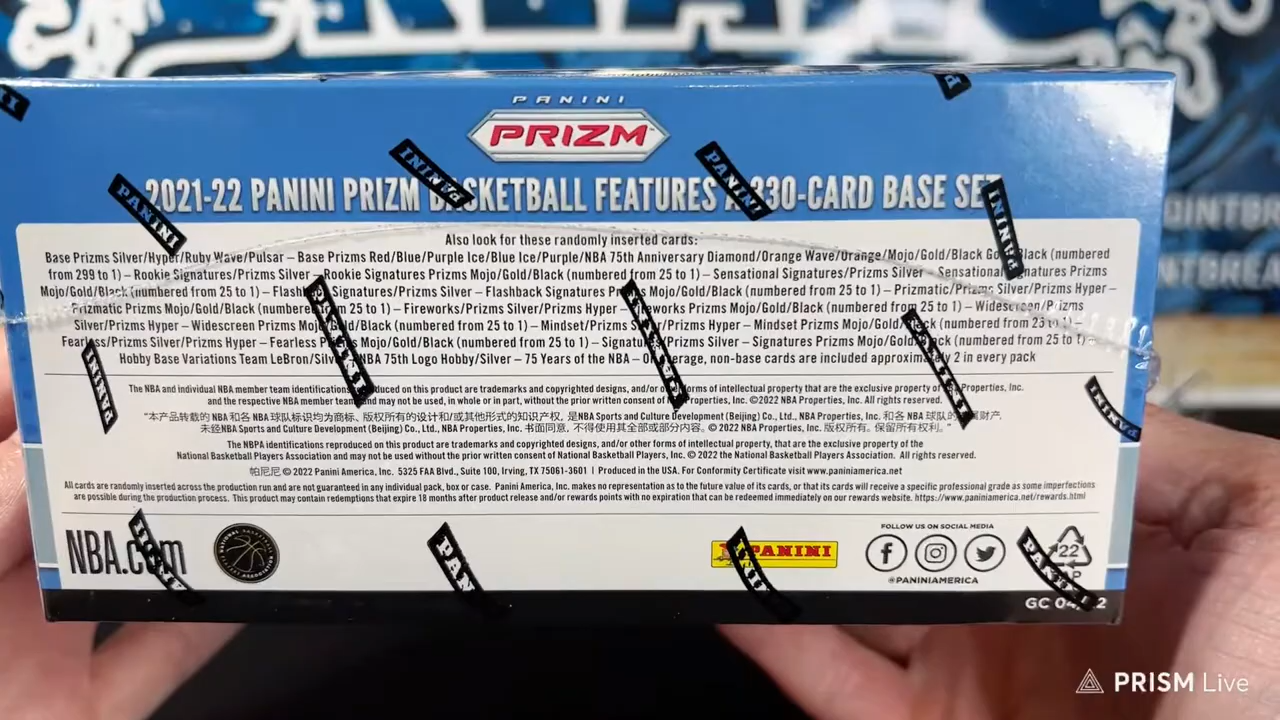 PANINI
PRIZM
2021-22 PANINI PRIZM BASKETBALL FEATURES A 330-CARD BASE SET
Also look for these randomly inserted cards:
Base Prizms Silver/Hyper/Ruby Wave/Pulsar – Base Prizms Red/Blue/Purple Ice/Blue Ice/Purple/NBA 75th Anniversary Diamond/Orange Wave/Orange/Mojo/Gold/Black Gold/Black (numbered
from 299 to 1) – Rookie Signatures/Prizms Silver – Rookie Signatures Prizms Mojo/Gold/Black (numbered from 25 to 1) – Sensational Signatures/Prizms Silver – Sensational Signatures Prizms
Mojo/Gold/Black (numbered from 25 to 1) – Flashback Signatures/Prizms Silver – Flashback Signatures Prizms Mojo/Gold/Black (numbered from 25 to 1) – Prizmatic/Prizms Silver/Prizms Hyper –
Prizmatic Prizms Mojo/Gold/Black (numbered from 25 to 1) – Fireworks/Prizms Silver/Prizms Hyper – Fireworks Prizms Mojo/Gold/Black (numbered from 25 to 1) – Widescreen/Prizms
Silver/Prizms Hyper – Widescreen Prizms Mojo/Gold/Black (numbered from 25 to 1) – Mindset/Prizms Silver/Prizms Hyper – Mindset Prizms Mojo/Gold/Black (numbered from 25 to 1) –
Fearless/Prizms Silver/Prizms Hyper – Fearless Prizms Mojo/Gold/Black (numbered from 25 to 1) – Signatures/Prizms Silver – Signatures Prizms Mojo/Gold/Black (numbered from 25 to 1) –
Hobby Base Variations Team LeBron/Silver – NBA 75th Logo Hobby/Silver – 75 Years of the NBA – On average, non-base cards are included approximately 2 in every pack
The NBA and individual NBA member team identifications reproduced on this product are trademarks and copyrighted designs, and/or other forms of intellectual property that are the exclusive property of NBA Properties, Inc.
and the respective NBA member teams and may not be used, in whole or in part, without the prior written consent of NBA Properties, Inc. ©2022 NBA Properties, Inc. All rights reserved.
"本产品转载的 NBA 和各 NBA 球队标识均为商标、版权所有的设计和/或其他形式的知识产权, 是NBA Sports and Culture Development (Beijing) Co., Ltd., NBA Properties, Inc. 和各 NBA 球队的专属财产.
未经NBA Sports and Culture Development (Beijing) Co., Ltd., NBA Properties, Inc. 书面同意, 不得使用其全部或部分内容。 © 2022 NBA Properties, Inc. 版权所有。保留所有权利。"
The NBPA identifications reproduced on this product are trademarks and copyrighted designs, and/or other forms of intellectual property, that are the exclusive property of the
National Basketball Players Association and may not be used without the prior written consent of National Basketball Players, Inc. © 2022 the National Basketball Players Association. All rights reserved.
帕尼尼 © 2022 Panini America, Inc. 5325 FAA Blvd., Suite 100, Irving, TX 75061-3601 | Produced in the USA. For Conformity Certificate visit www.paniniamerica.net
All cards are randomly inserted across the production run and are not guaranteed in any individual pack, box or case. Panini America, Inc. makes no representation as to the future value of its cards, or that its cards will receive a specific professional grade as some imperfections
are possible during the production process. This product may contain redemptions that expire 18 months after product release and/or rewards points with no expiration that can be redeemed immediately on our rewards website. https://www.paniniamerica.net/rewards.html
NBA.com
PANINI
FOLLOW US ON SOCIAL MEDIA
@PANINIAMERICA
22
PAP
GC 04/22
PRISM Live